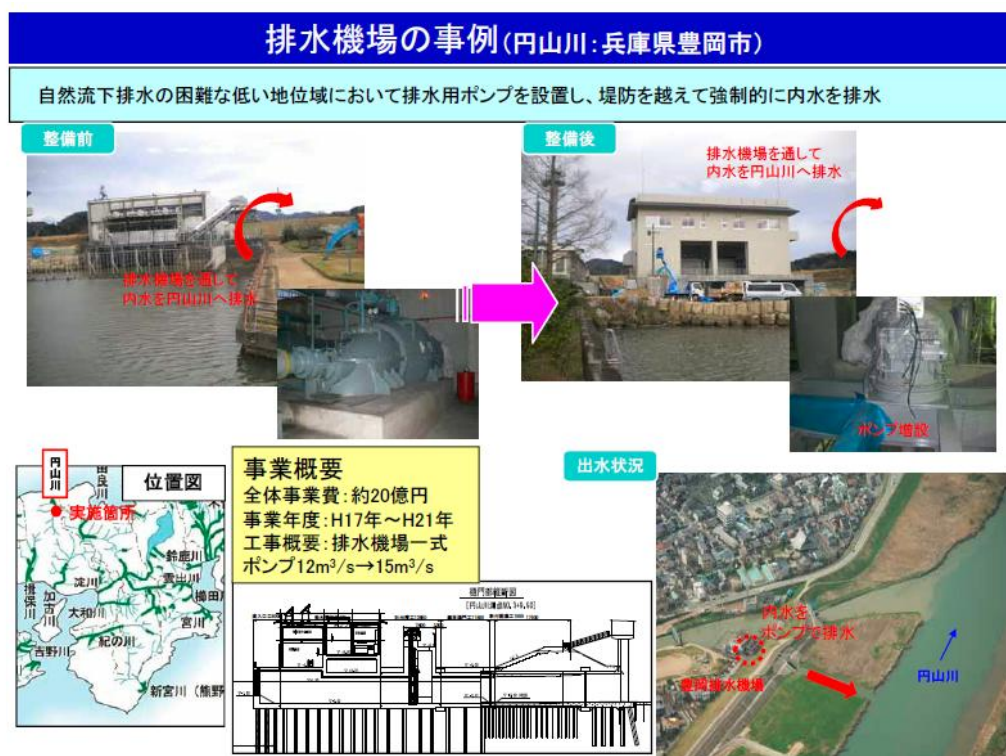 排水機場の事例(円山川:兵庫県豊岡市)
自然流下排水の困難な低い地位域において排水用ポンプを設置し、堤防を越えて強制的に内水を排水
整備前
排水機場を通して
内水を円山川へ排水
整備後
排水機場を通して
内水を円山川へ排水
ポンプ増設
位置図
円山川
由良川
実施箇所
揖保川
加古川
淀川
大和川
紀の川
吉野川
鈴鹿川
雲出川
櫛田川
宮川
新宮川(熊野
事業概要
全体事業費:約20億円
事業年度:H17年~H21年
工事概要:排水機場一式
ポンプ12m³/s→15m³/s
樋門部縦断図
出水状況
内水を
ポンプで排水
豊岡排水機場
円山川